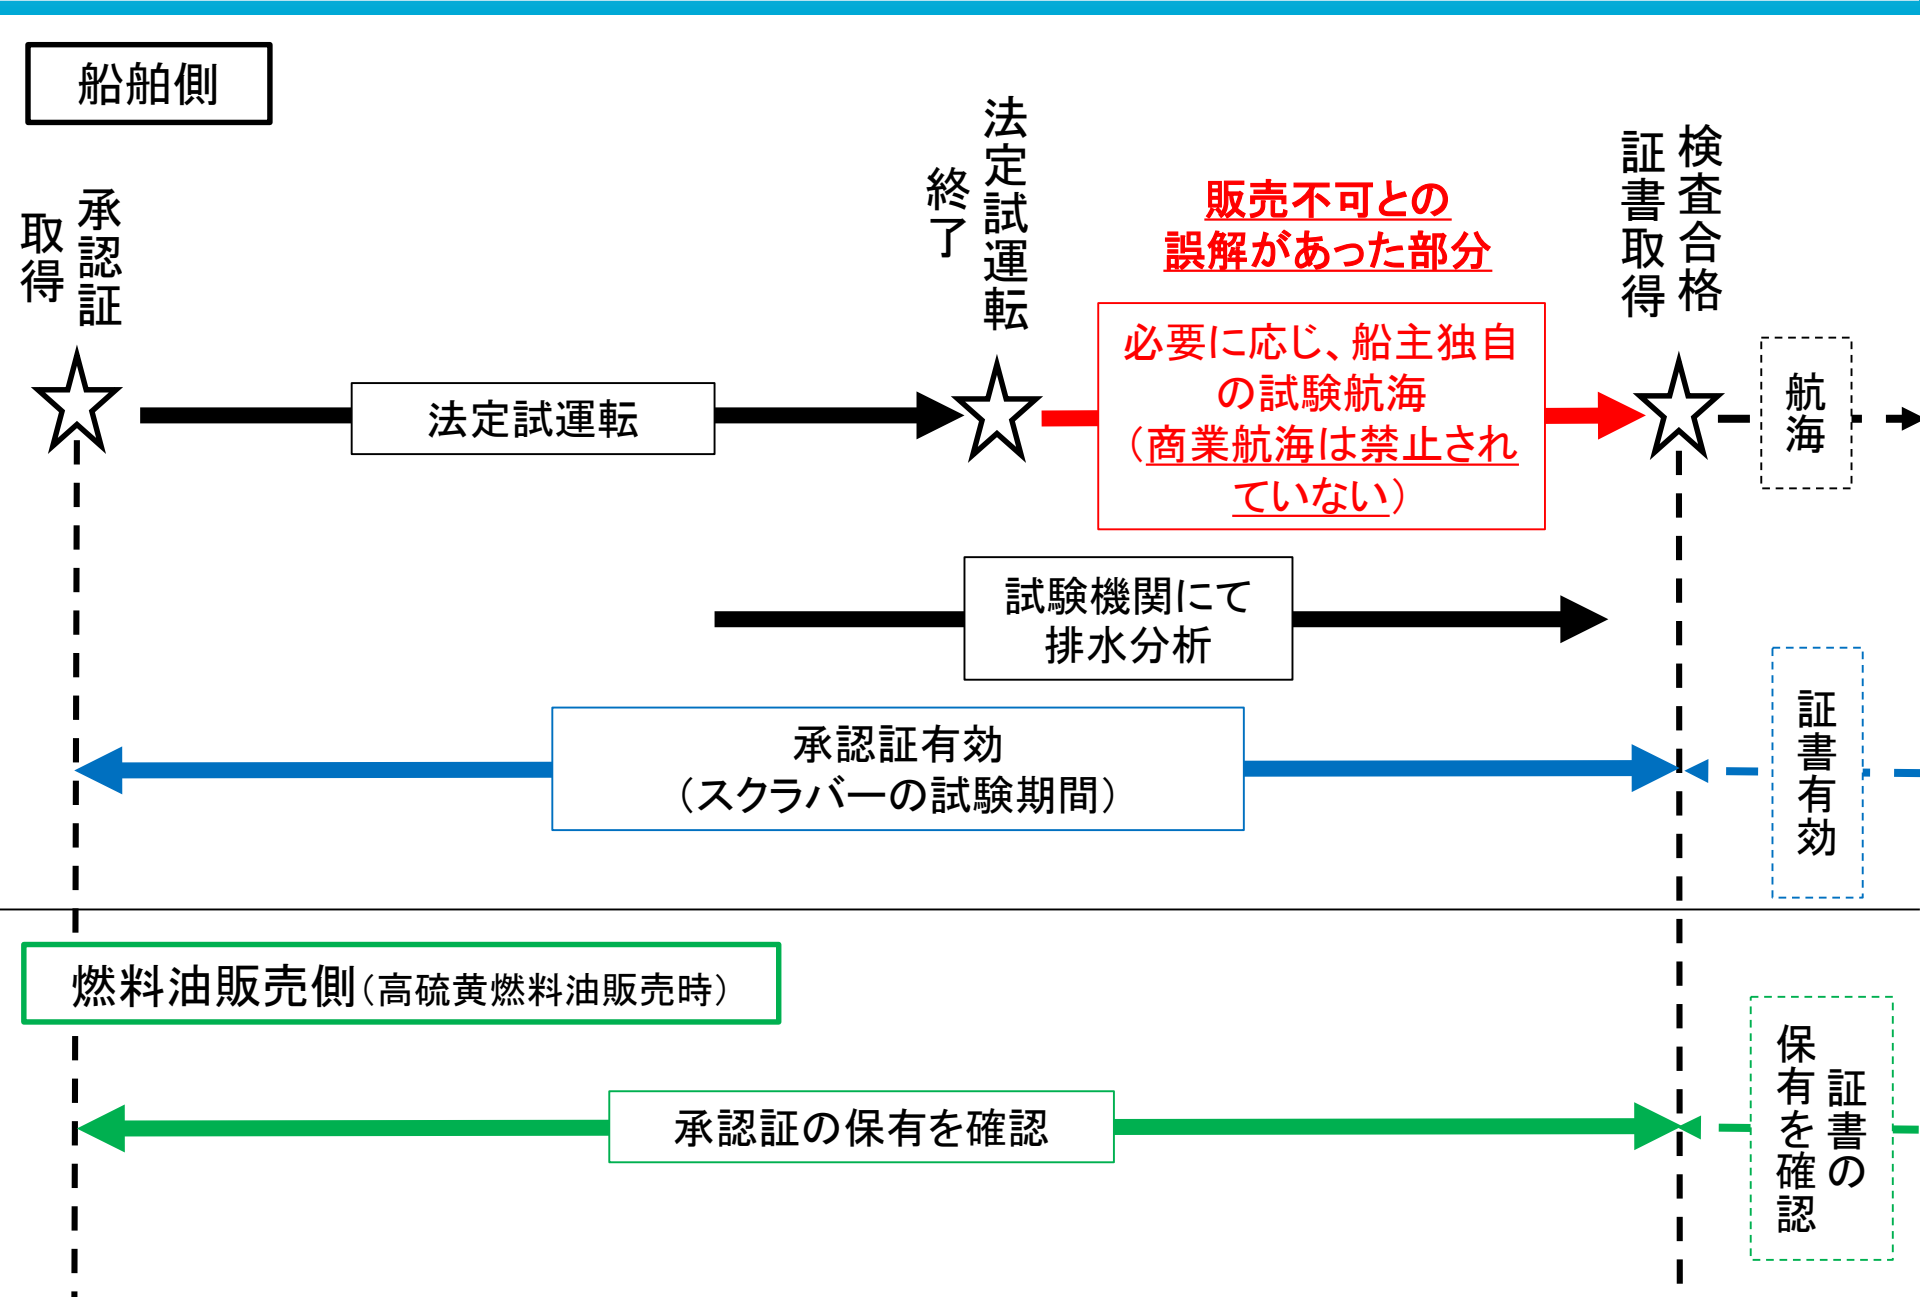 船舶側
承認証
取得
法定試運転
終了
販売不可との
誤解があった部分
検査合格
証書取得
法定試運転
必要に応じ、船主独自
の試験航海
（商業航海は禁止され
ていない）
航海
試験機関にて
排水分析
承認証有効
（スクラバーの試験期間）
証書有効
燃料油販売側（高硫黄燃料油販売時）
承認証の保有を確認
証書の
保有を確認